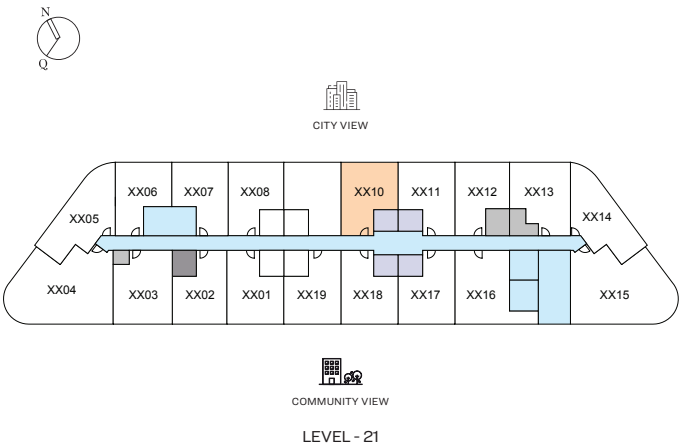 N
Q
CITY VIEW
XX06 XX07 XX08 XX10 XX11 XX12 XX13
XX05 XX14
XX04 XX03 XX02 XX01 XX19 XX18 XX17 XX16 XX15
COMMUNITY VIEW
LEVEL - 21